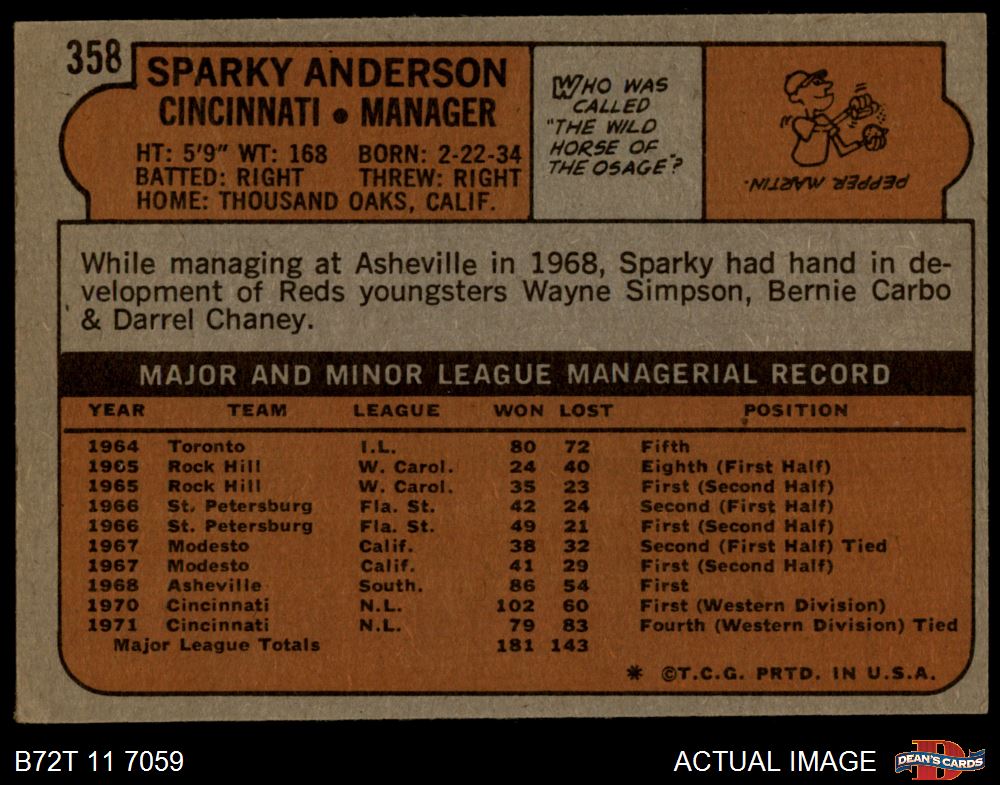 358
SPARKY ANDERSON
CINCINNATI • MANAGER
HT: 5'9" WT: 168 BORN: 2-22-34
BATTED: RIGHT THREW: RIGHT
HOME: THOUSAND OAKS, CALIF.
WHO WAS
CALLED
"THE WILD
HORSE OF
THE OSAGE"?
PEPPER MARTIN.
While managing at Asheville in 1968, Sparky had hand in de-
velopment of Reds youngsters Wayne Simpson, Bernie Carbo
& Darrel Chaney.
MAJOR AND MINOR LEAGUE MANAGERIAL RECORD
YEAR TEAM LEAGUE WON LOST POSITION
1964 Toronto I.L. 80 72 Fifth
1965 Rock Hill W. Carol. 24 40 Eighth (First Half)
1965 Rock Hill W. Carol. 35 23 First (Second Half)
1966 St. Petersburg Fla. St. 42 24 Second (First Half)
1966 St. Petersburg Fla. St. 49 21 First (Second Half)
1967 Modesto Calif. 38 32 Second (First Half) Tied
1967 Modesto Calif. 41 29 First (Second Half)
1968 Asheville South. 86 54 First
1970 Cincinnati N.L. 102 60 First (Western Division)
1971 Cincinnati N.L. 79 83 Fourth (Western Division) Tied
Major League Totals 181 143
* ©T.C.G. PRTD. IN U.S.A.
B72T 11 7059
ACTUAL IMAGE
D
DEAN'S CARDS